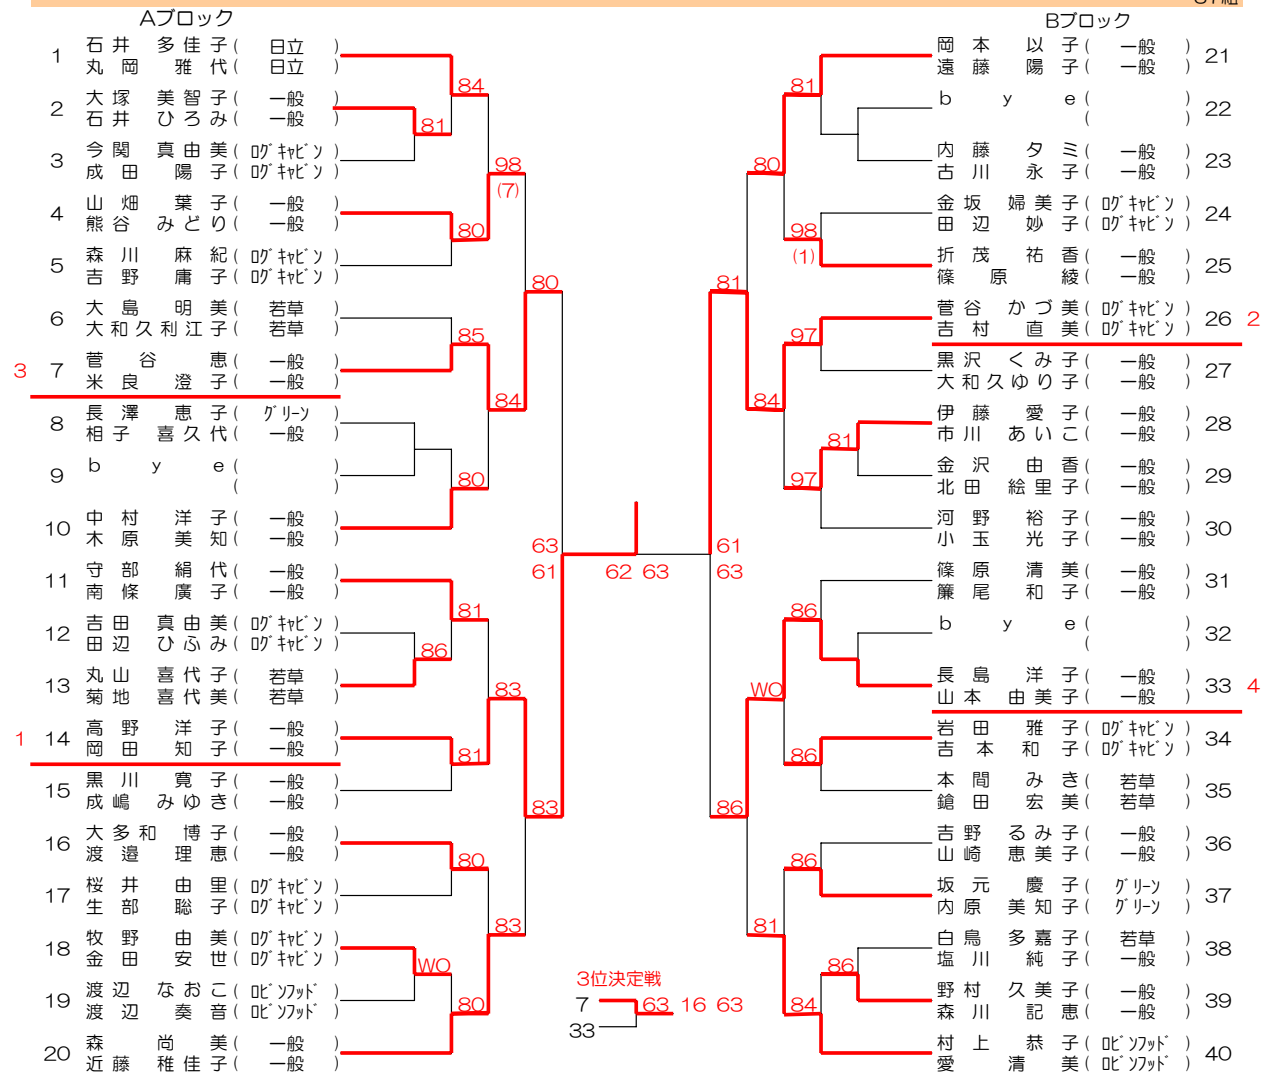 Aブロック
Bブロック
1 石井 多佳子( 日立 )
丸岡 雅代( 日立 )
2 大塚 美智子( 一般 )
石井 ひろみ( 一般 )
3 今関 真由美( ログキャビン )
成田 陽子( ログキャビン )
4 山畑 葉子( 一般 )
熊谷 みどり( 一般 )
5 森川 麻紀( ログキャビン )
吉野 庸子( ログキャビン )
6 大島 明美( 若草 )
大和久利江子( 若草 )
3 7 菅谷 恵( 一般 )
米良 澄子( 一般 )
8 長澤 恵子( グリーン )
相子 喜久代( 一般 )
9 bye( )
( )
10 中村 洋子( 一般 )
木原 美知( 一般 )
11 守部 絹代( 一般 )
南條 廣子( 一般 )
12 吉田 真由美( ログキャビン )
田辺 ひふみ( ログキャビン )
13 丸山 喜代子( 若草 )
菊地 喜代美( 若草 )
1 14 高野 洋子( 一般 )
岡田 知子( 一般 )
15 黒川 寛子( 一般 )
成嶋 みゆき( 一般 )
16 大多和 博子( 一般 )
渡邉 理恵( 一般 )
17 桜井 由里( ログキャビン )
生部 聡子( ログキャビン )
18 牧野 由美( ログキャビン )
金田 安世( ログキャビン )
19 渡辺 なおこ( ロビンフッド )
渡辺 奏音( ロビンフッド )
20 森 尚美( 一般 )
近藤 稚佳子( 一般 )
84
81
98
(7)
80
80
85
84
80
63
61
81
86
83
81
83
80
83
WO
80
62 63
3位決定戦
7 63 16 63
33
81
80
98
(1)
81
97
84
81
97
61
63
86
WO
86
86
86
81
86
84
岡本 以子( 一般 ) 21
遠藤 陽子( 一般 )
bye( ) 22
( )
内藤 夕ミ( 一般 ) 23
古川 永子( 一般 )
金坂 婦美子( ログキャビン ) 24
田辺 妙子( ログキャビン )
折茂 祐香( 一般 ) 25
篠原 綾( 一般 )
菅谷 かづ美( ログキャビン ) 26 2
吉村 直美( ログキャビン )
黒沢 くみ子( 一般 ) 27
大和久ゆり子( 一般 )
伊藤 愛子( 一般 ) 28
市川 あいこ( 一般 )
金沢 由香( 一般 ) 29
北田 絵里子( 一般 )
河野 裕子( 一般 ) 30
小玉 光子( 一般 )
篠原 清美( 一般 ) 31
簾尾 和子( 一般 )
bye( ) 32
( )
長島 洋子( 一般 ) 33 4
山本 由美子( 一般 )
岩田 雅子( ログキャビン ) 34
吉本 和子( ログキャビン )
本間 みき( 若草 ) 35
鎗田 宏美( 若草 )
吉野 るみ子( 一般 ) 36
山崎 恵美子( 一般 )
坂元 慶子( グリーン ) 37
内原 美知子( グリーン )
白鳥 多嘉子( 若草 ) 38
塩川 純子( 一般 )
野村 久美子( 一般 ) 39
森川 記恵( 一般 )
村上 恭子( ロビンフッド ) 40
愛 清美( ロビンフッド )